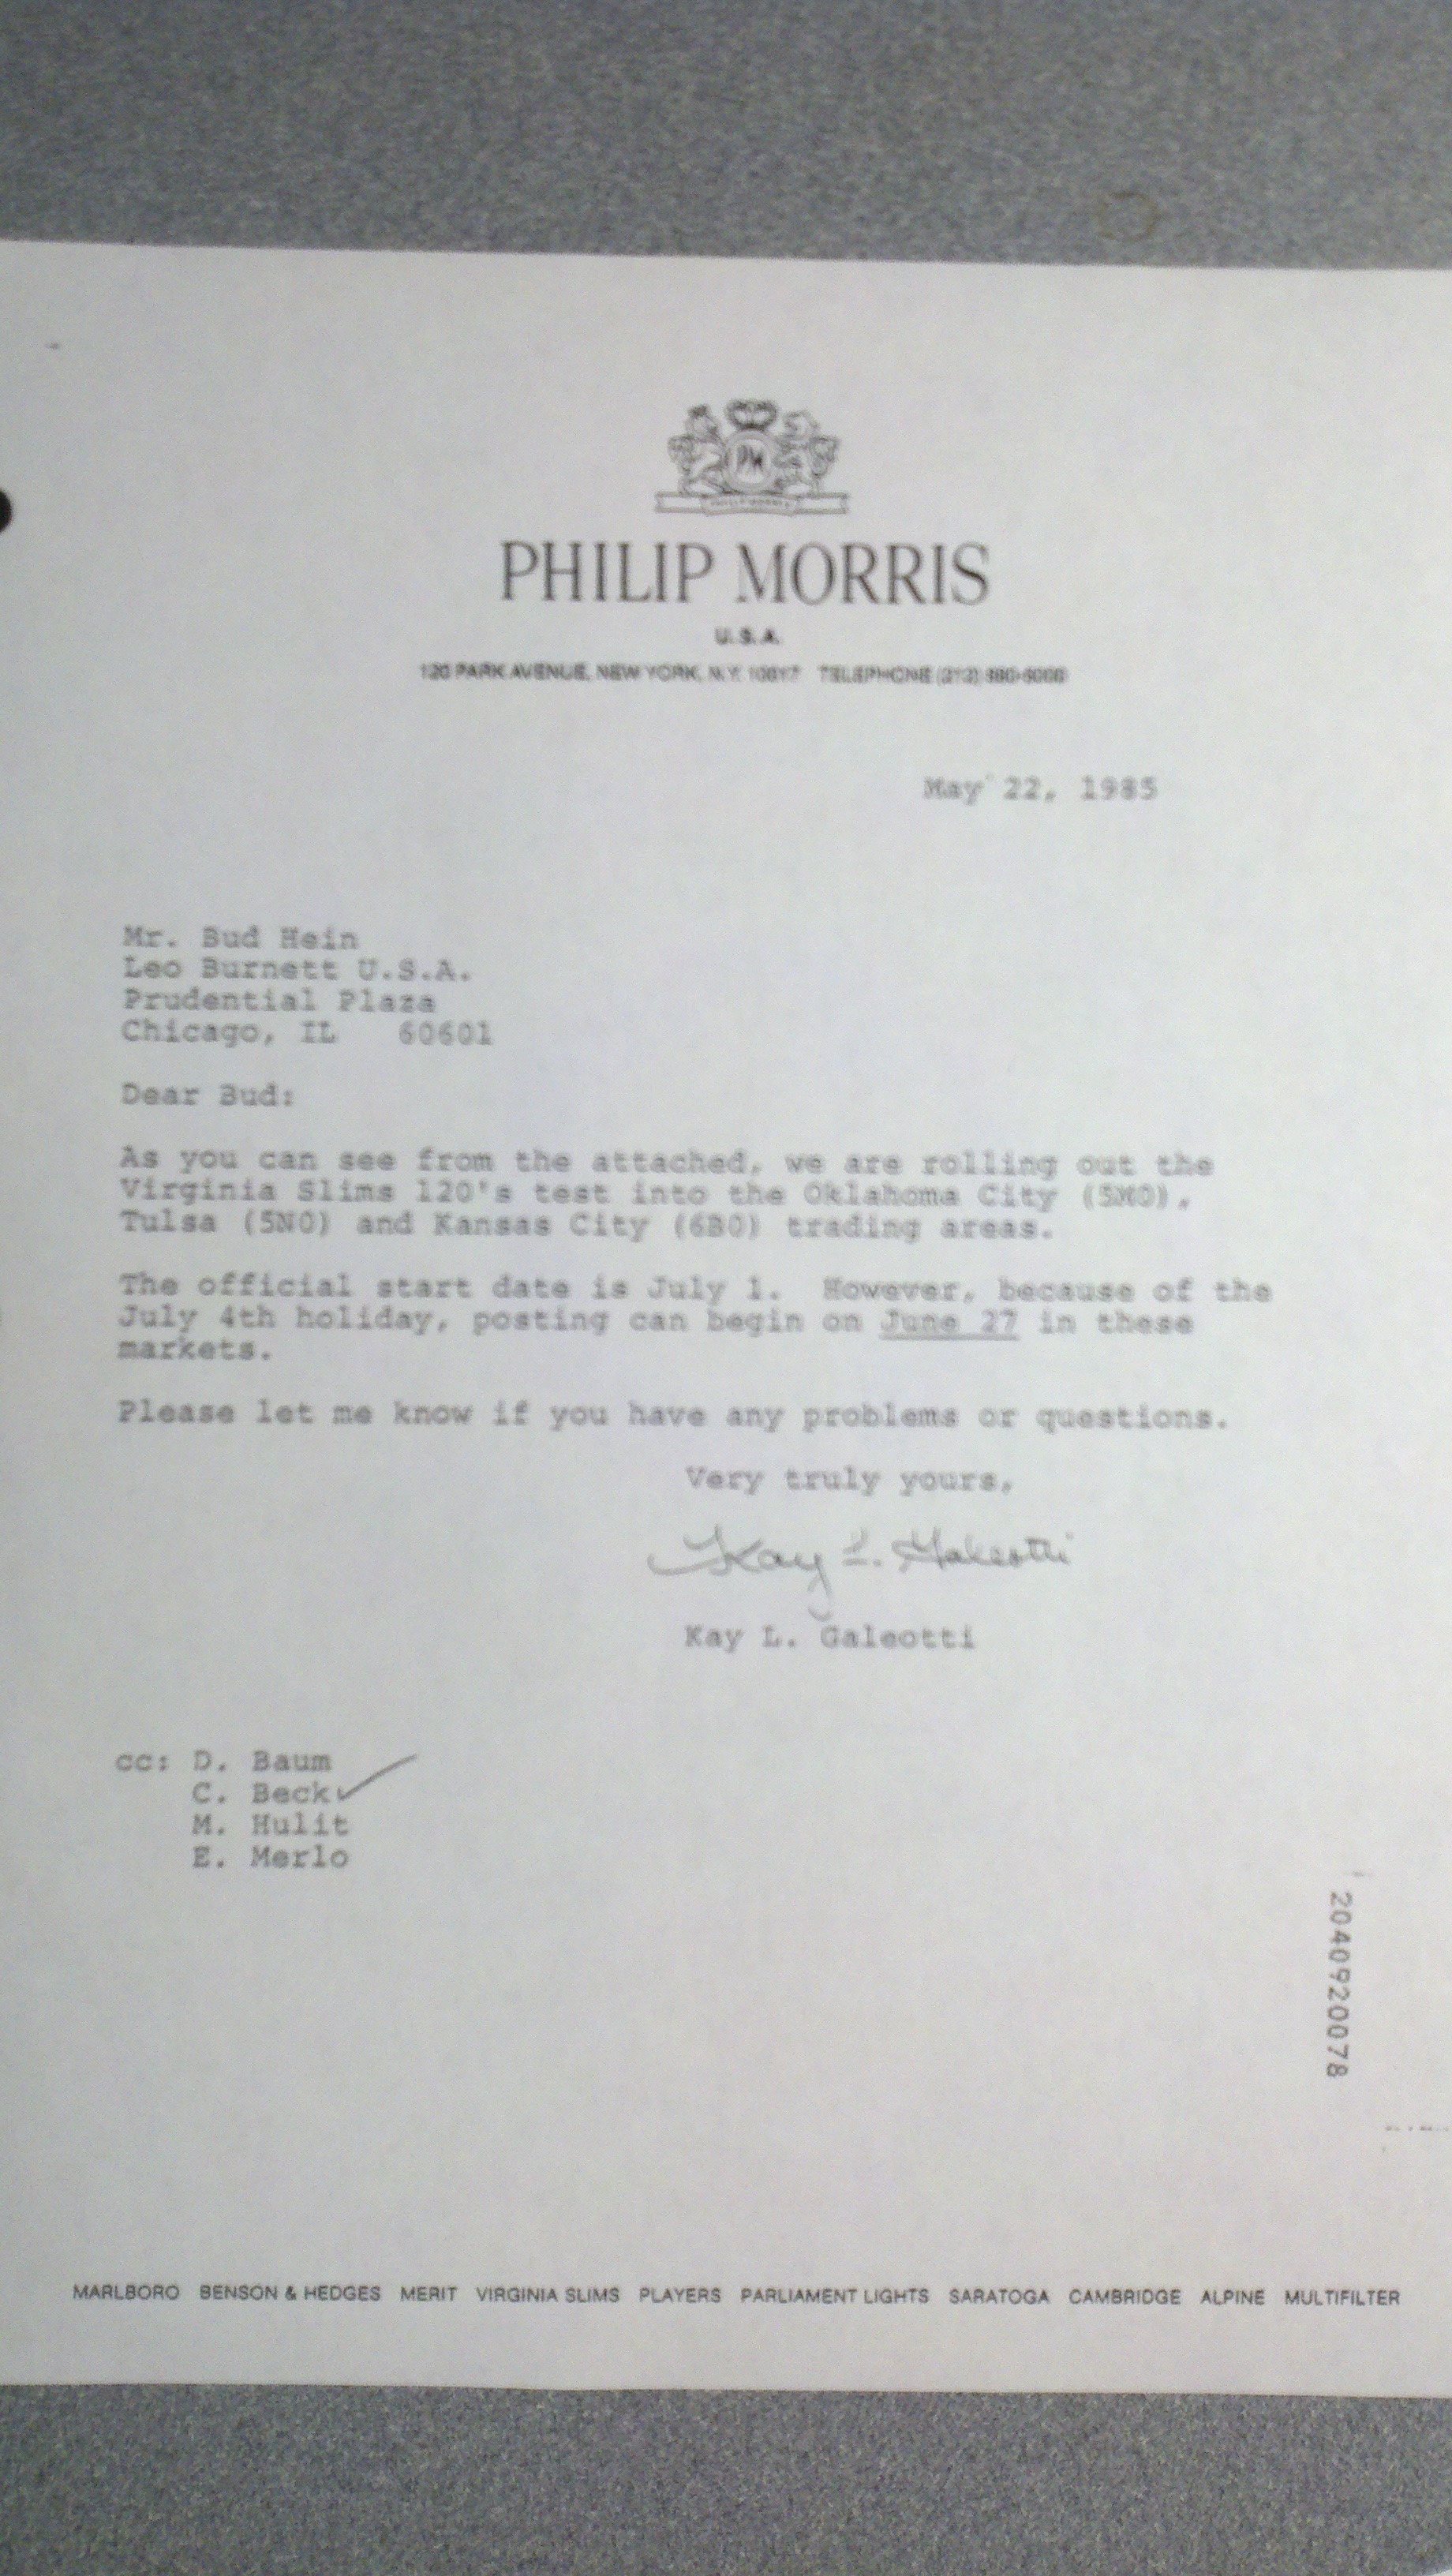 PM
PHILIP MORRIS
U.S.A.
120 PARK AVENUE, NEW YORK, N.Y. 10017 TELEPHONE (212) 880-5000
May 22, 1985
Mr. Bud Hein
Leo Burnett U.S.A.
Prudential Plaza
Chicago, IL 60601
Dear Bud:
As you can see from the attached, we are rolling out the
Virginia Slims 120's test into the Oklahoma City (5M0),
Tulsa (5N0) and Kansas City (6B0) trading areas.
The official start date is July 1. However, because of the
July 4th holiday, posting can begin on June 27 in these
markets.
Please let me know if you have any problems or questions.
Very truly yours,
Kay L. Galeotti
Kay L. Galeotti
cc: D. Baum
C. Beck
M. Hulit
E. Merlo
2040920078
MARLBORO BENSON & HEDGES MERIT VIRGINIA SLIMS PLAYERS PARLIAMENT LIGHTS SARATOGA CAMBRIDGE ALPINE MULTIFILTER